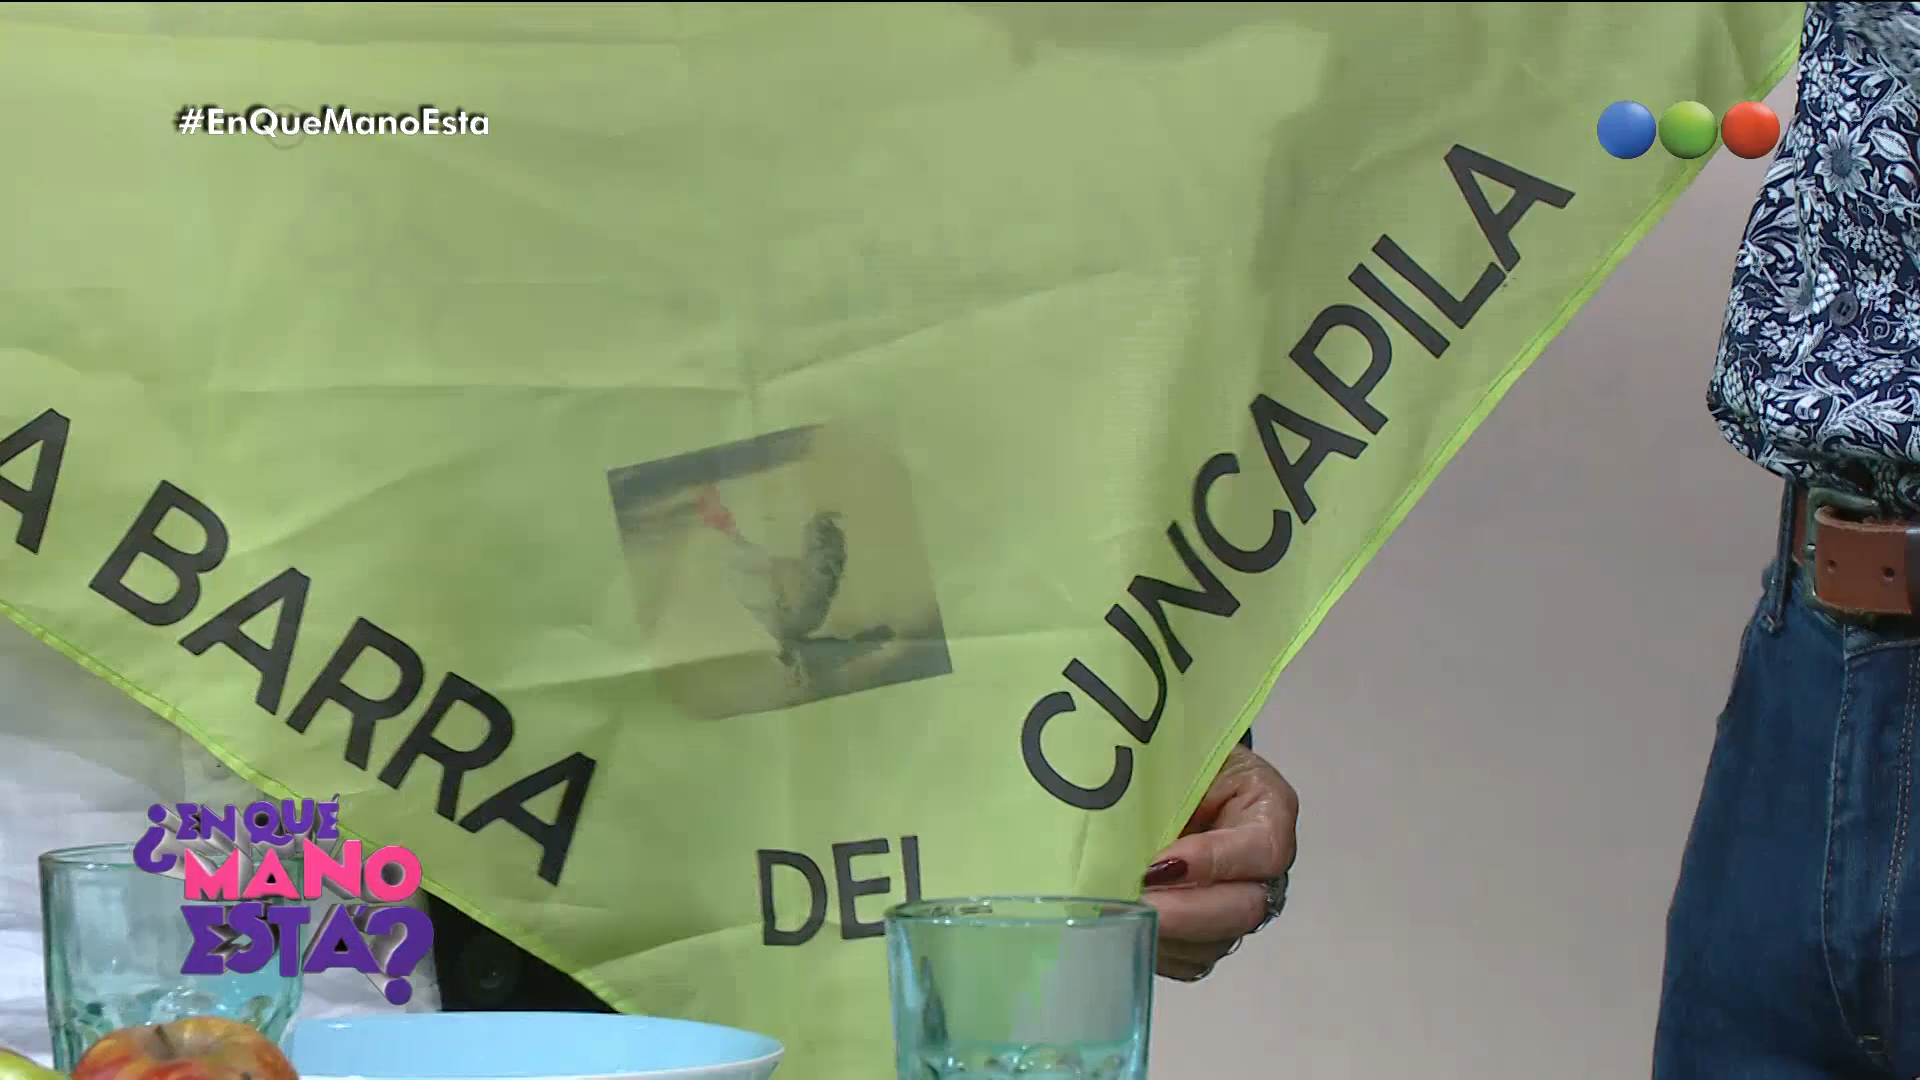 #EnQueManoEsta
A BARRA
DEL
CUNCAPILA
¿EN QUÉ
MANO
ESTÁ?